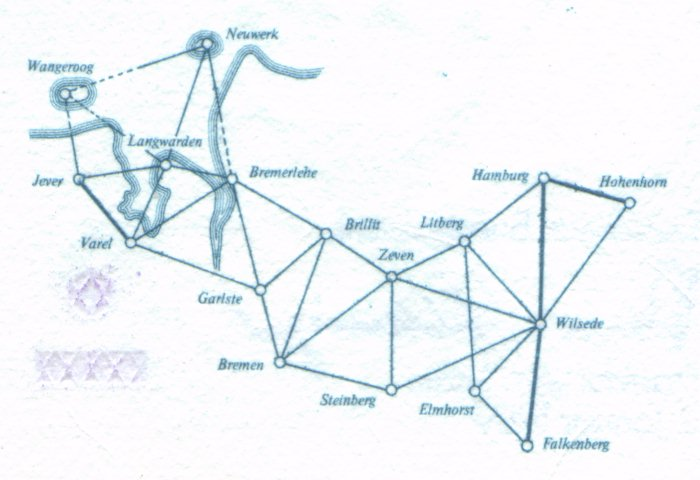 Neuwerk
Wangeroog
Langwarden
Jever
Bremerlehe
Hamburg
Hohenhorn
Varel
Brillit
Litberg
Zeven
Garlste
Wilsede
Bremen
Steinberg
Elmhorst
Falkenberg